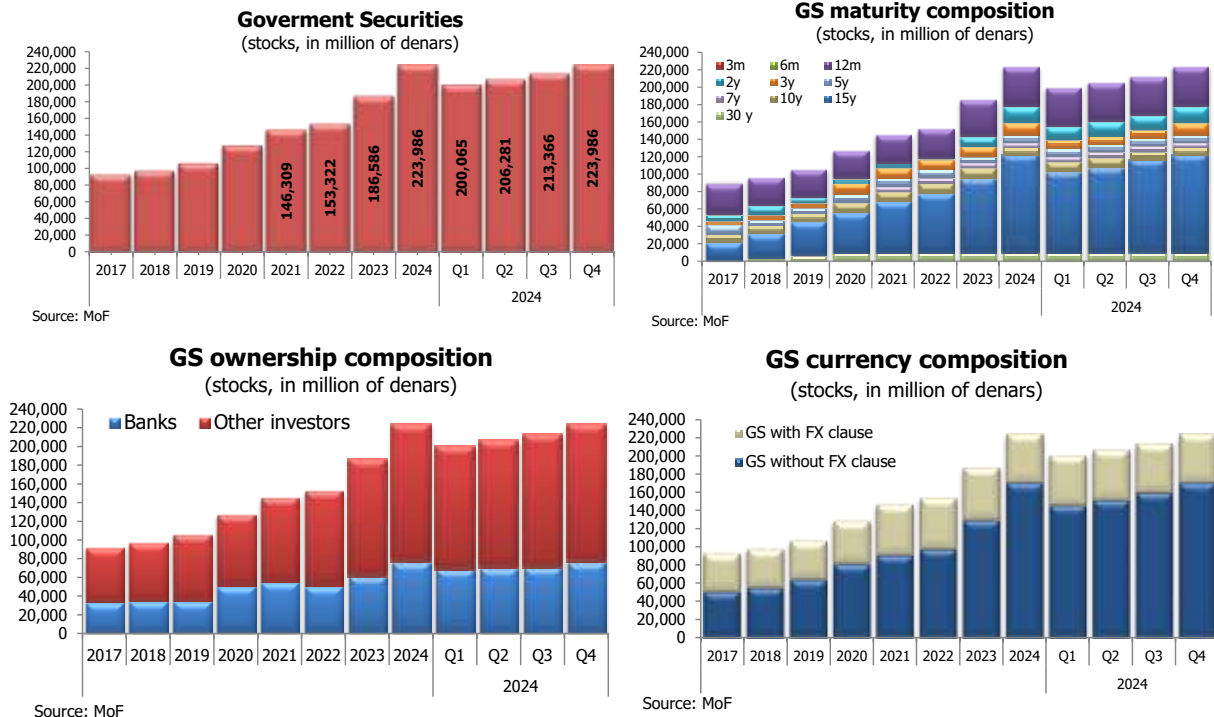 Goverment Securities
(stocks, in million of denars)
240,000
220,000
200,000
180,000
160,000
140,000
120,000
100,000
80,000
60,000
40,000
20,000
0
146,309
153,322
186,586
223,986
200,065
206,281
213,366
223,986
2017 2018 2019 2020 2021 2022 2023 2024 Q1 Q2 Q3 Q4
2024
Source: MoF
GS maturity composition
(stocks, in million of denars)
240,000
220,000
200,000
180,000
160,000
140,000
120,000
100,000
80,000
60,000
40,000
20,000
0
3m 6m 12m
2y 3y 5y
7y 10y 15y
30 y
2017 2018 2019 2020 2021 2022 2023 2024 Q1 Q2 Q3 Q4
2024
Source: MoF
GS ownership composition
(stocks, in million of denars)
240,000
220,000
200,000
180,000
160,000
140,000
120,000
100,000
80,000
60,000
40,000
20,000
0
Banks Other investors
2017 2018 2019 2020 2021 2022 2023 2024 Q1 Q2 Q3 Q4
2024
Source: MoF
GS currency composition
(stocks, in million of denars)
240,000
220,000
200,000
180,000
160,000
140,000
120,000
100,000
80,000
60,000
40,000
20,000
0
GS with FX clause
GS without FX clause
2017 2018 2019 2020 2021 2022 2023 2024 Q1 Q2 Q3 Q4
2024
Source: MoF